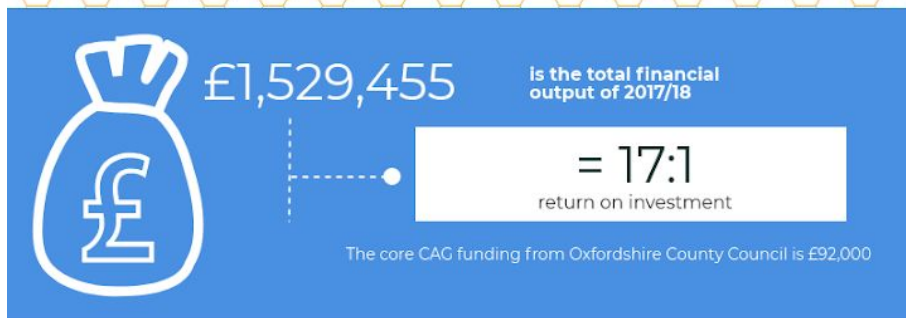 £1,529,455
is the total financial
output of 2017/18
= 17:1
return on investment
The core CAG funding from Oxfordshire County Council is £92,000
£